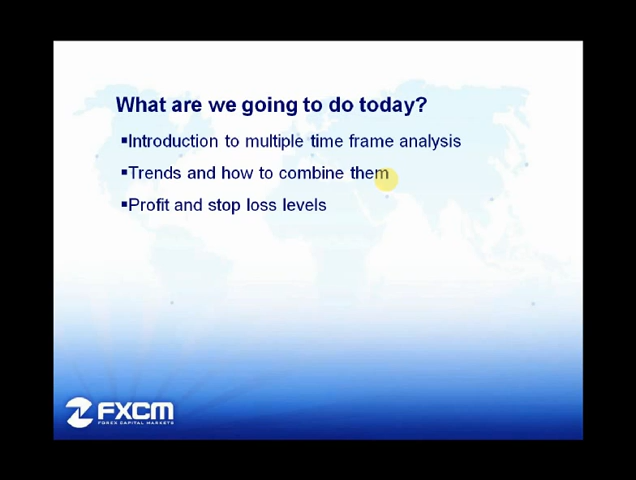 What are we going to do today?
▪Introduction to multiple time frame analysis
▪Trends and how to combine them
▪Profit and stop loss levels
FXCM
FOREX CAPITAL MARKETS